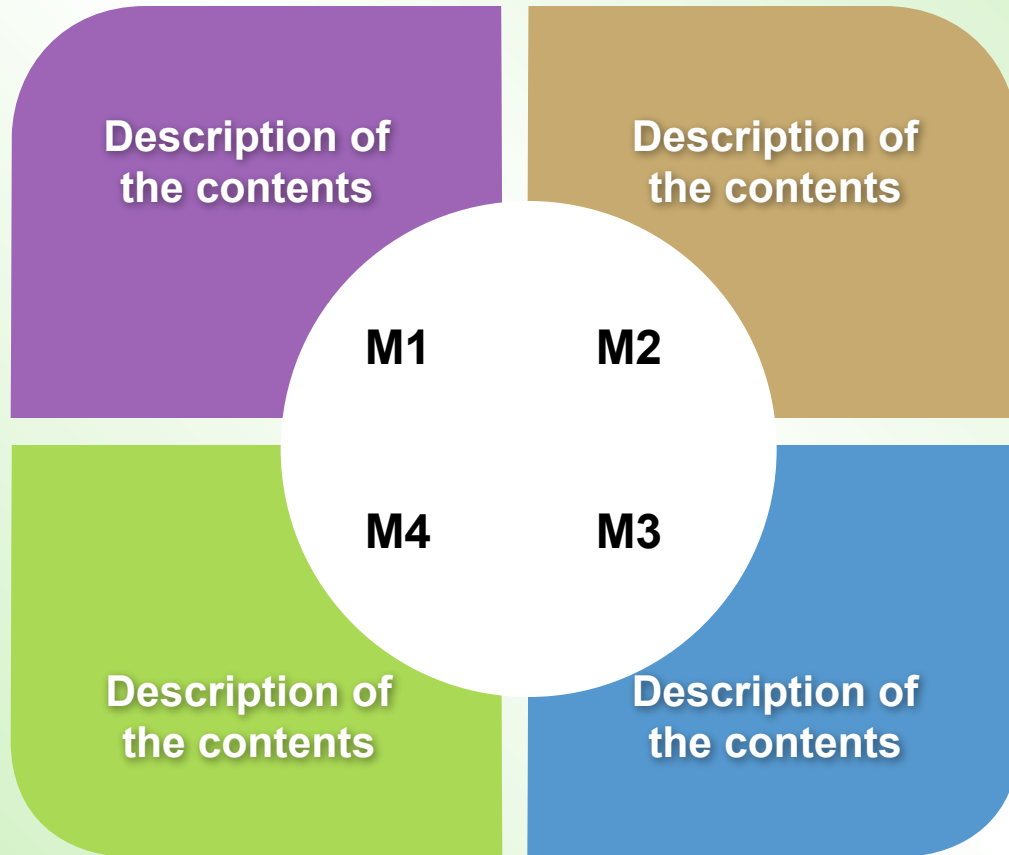 Description of
the contents
Description of
the contents
M1
M2
M4
M3
Description of
the contents
Description of
the contents